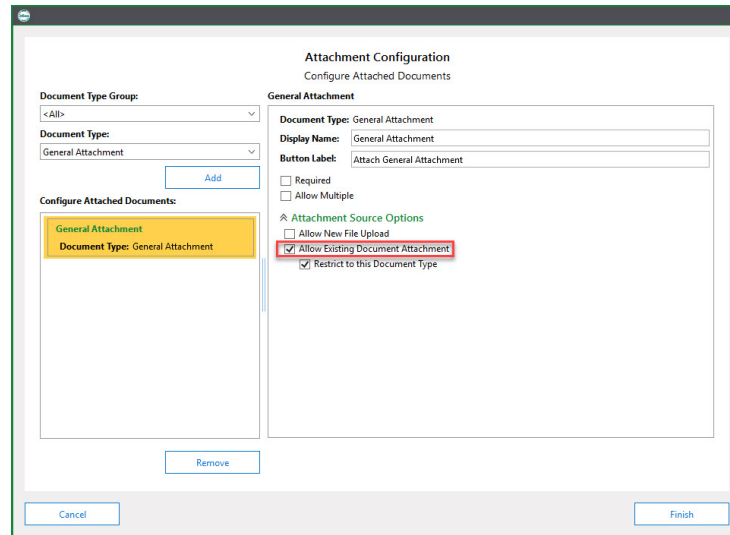 Attachment Configuration
Configure Attached Documents
Document Type Group:
<All>
Document Type:
General Attachment
Add
Configure Attached Documents:
General Attachment
Document Type: General Attachment
Remove
General Attachment
Document Type: General Attachment
Display Name: General Attachment
Button Label: Attach General Attachment
Required
Allow Multiple
Attachment Source Options
Allow New File Upload
Allow Existing Document Attachment
Restrict to this Document Type
Cancel
Finish